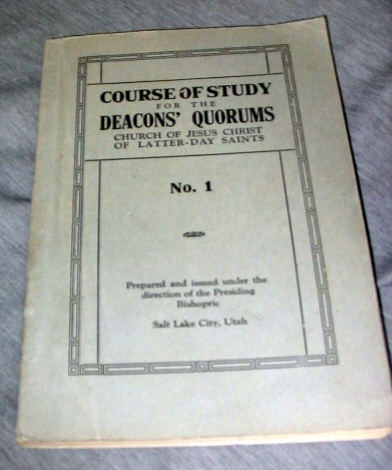 COURSE OF STUDY
FOR THE
DEACONS' QUORUMS
CHURCH OF JESUS CHRIST
OF LATTER-DAY SAINTS
No. 1
Prepared and issued under the
direction of the Presiding
Bishopric
Salt Lake City, Utah